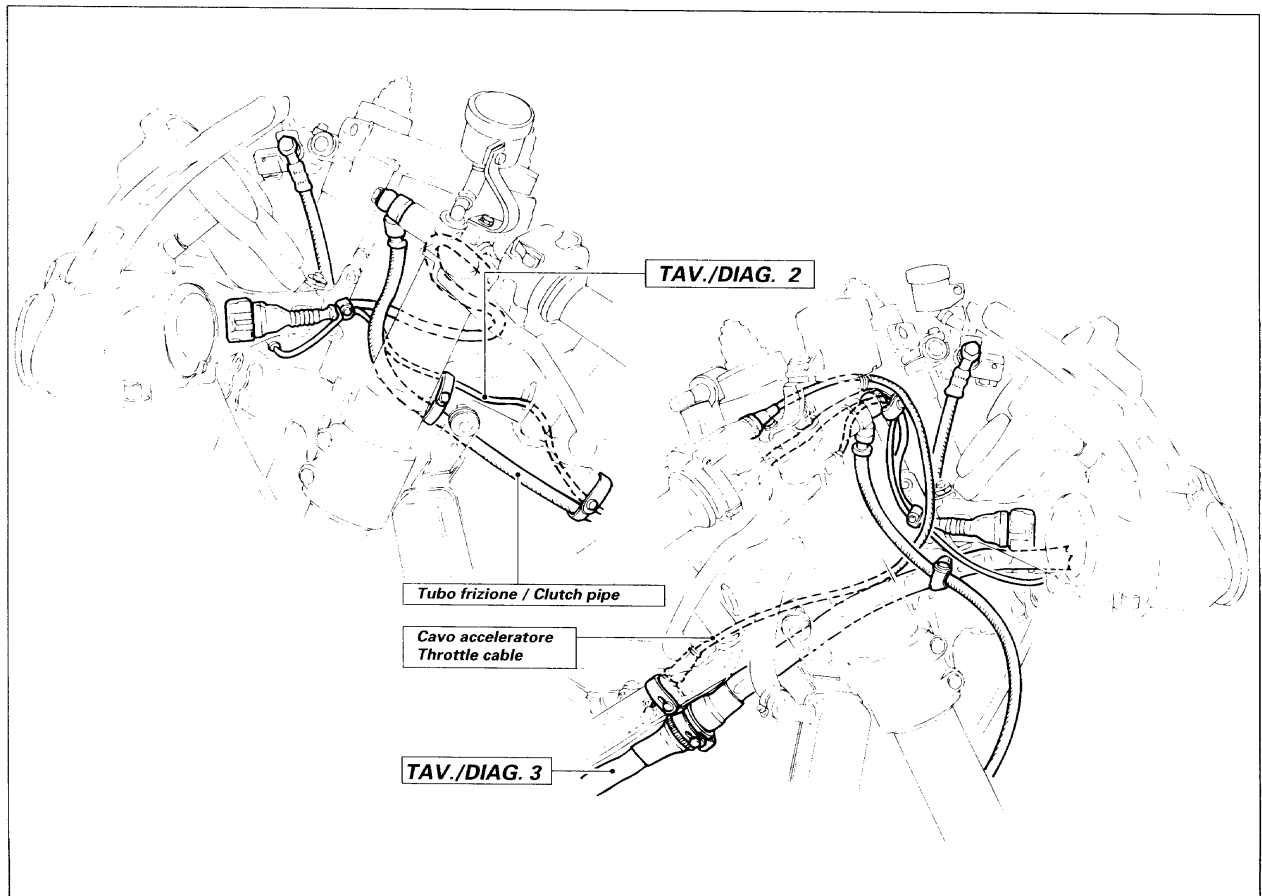 TAV./DIAG. 2
Tubo frizione / Clutch pipe
Cavo acceleratore
Throttle cable
TAV./DIAG. 3